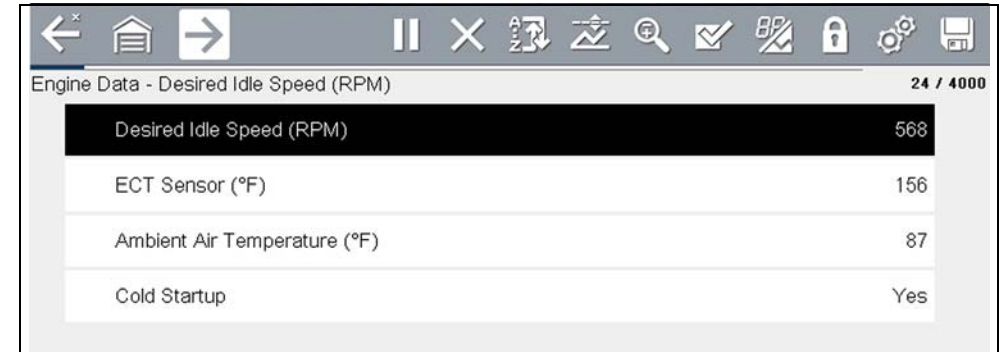 Engine Data - Desired Idle Speed (RPM) 24 / 4000
Desired Idle Speed (RPM) 568
ECT Sensor (°F) 156
Ambient Air Temperature (°F) 87
Cold Startup Yes